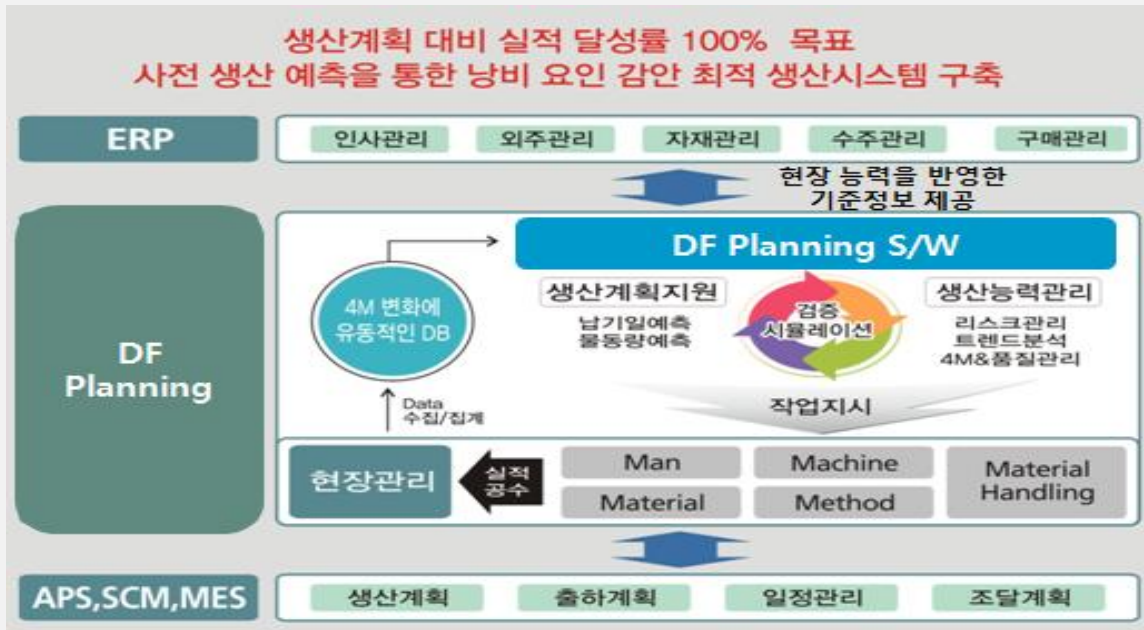 생산계획 대비 실적 달성률 100% 목표
사전 생산 예측을 통한 낭비 요인 감안 최적 생산시스템 구축
ERP
인사관리
외주관리
자재관리
수주관리
구매관리
현장 능력을 반영한
기준정보 제공
DF
Planning
4M 변화에
유동적인 DB
DF Planning S/W
생산계획지원
납기일예측
물동량예측
검증
시뮬레이션
생산능력관리
리스크관리
트렌드분석
4M&품질관리
Data
수집/집계
작업지시
현장관리
실적
공수
Man
Machine
Material
Method
Material
Handling
APS,SCM,MES
생산계획
출하계획
일정관리
조달계획